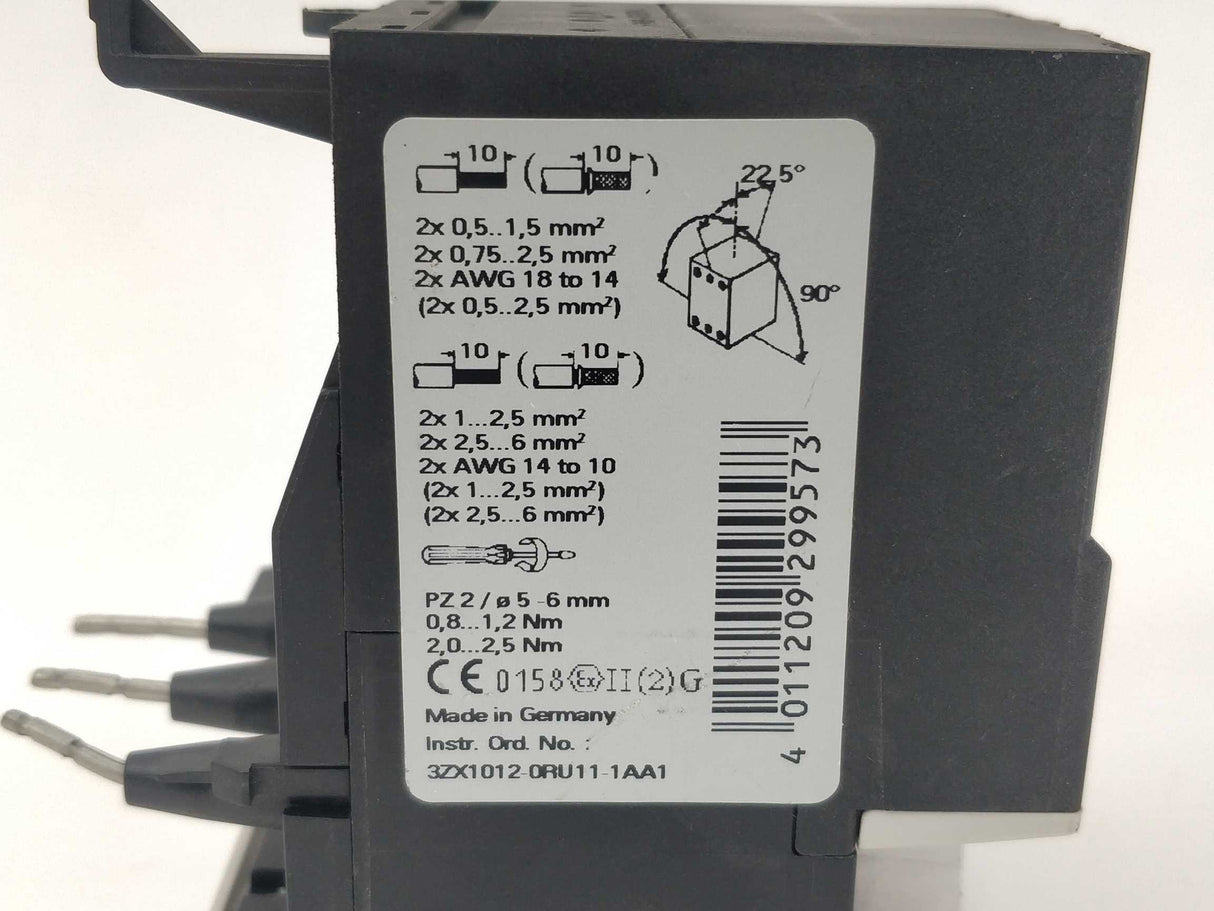 10 ( 10 )
2x 0,5..1,5 mm²
2x 0,75..2,5 mm²
2x AWG 18 to 14
(2x 0,5..2,5 mm²)
22,5°
90°
10 ( 10 )
2x 1...2,5 mm²
2x 2,5...6 mm²
2x AWG 14 to 10
(2x 1...2,5 mm²)
(2x 2,5...6 mm²)
PZ 2 / ø 5 -6 mm
0,8...1,2 Nm
2,0...2,5 Nm
CE 0158 Ex II (2) G
Made in Germany
Instr. Ord. No. :
3ZX1012-0RU11-1AA1
4 011209 299573